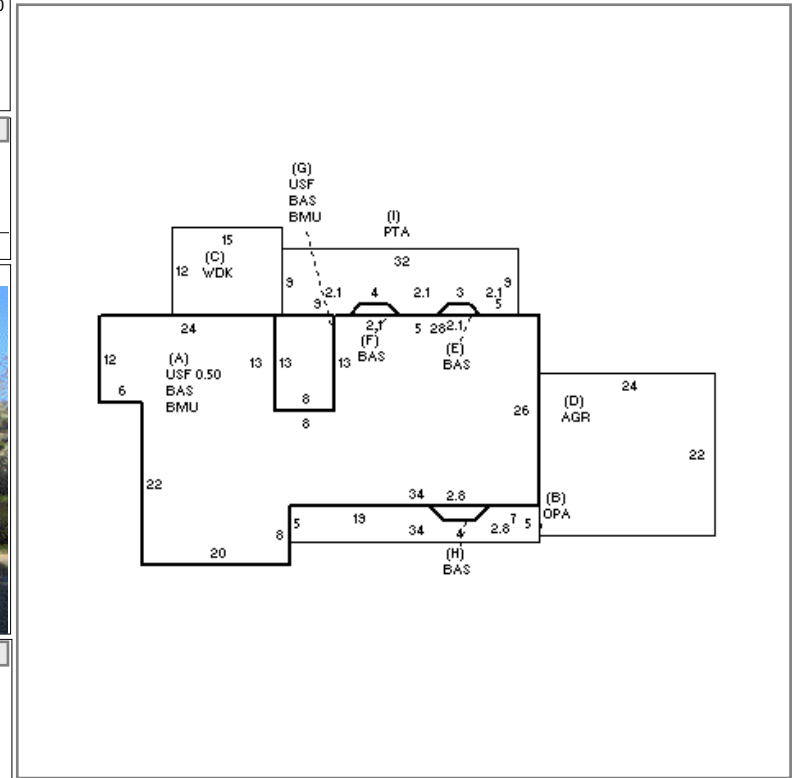 (G)
USF
BAS
BMU
(I)
PTA
15
(C)
12 WDK
32
9
9
2.1 4 2.1 3 2.1
9
5
24
2.1
5 28 2.1
(F)
BAS
(E)
BAS
12
(A)
USF 0.50
BAS
BMU
13 13 13
6
8
8
26
24
(D)
AGR
22
22
34 2.8
(B)
OPA
5
19
34
4
2.8
7
5
8
20
(H)
BAS